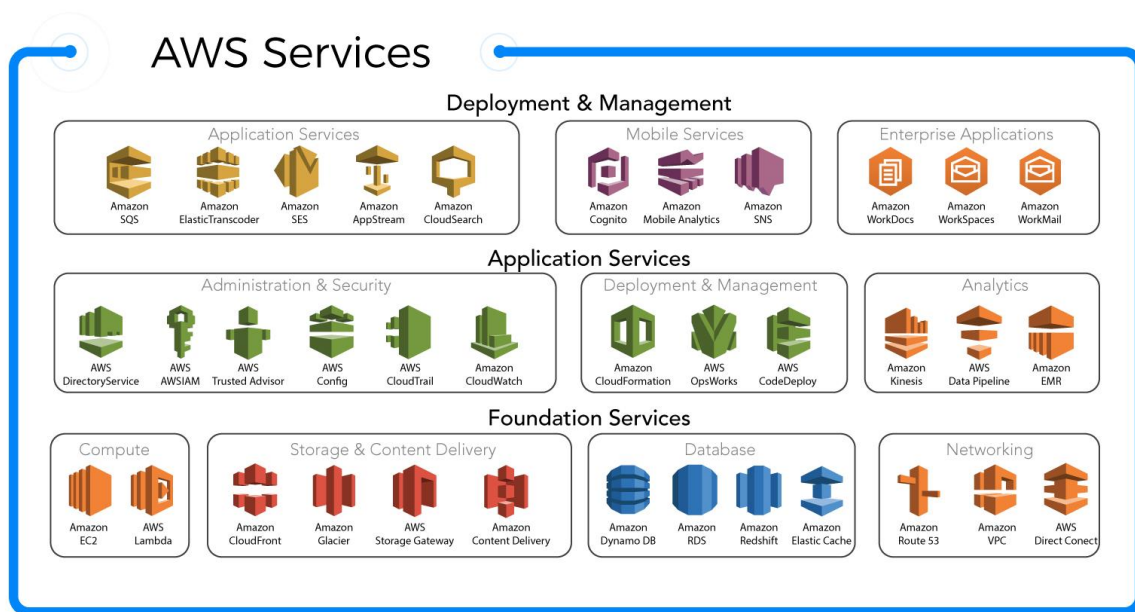 AWS Services
Deployment & Management
Application Services
Amazon SQS
Amazon ElasticTranscoder
Amazon SES
Amazon AppStream
Amazon CloudSearch
Mobile Services
Amazon Cognito
Amazon Mobile Analytics
Amazon SNS
Enterprise Applications
Amazon WorkDocs
Amazon WorkSpaces
Amazon WorkMail
Application Services
Administration & Security
AWS DirectoryService
AWS AWSIAM
AWS Trusted Advisor
AWS Config
AWS CloudTrail
Amazon CloudWatch
Deployment & Management
Amazon CloudFormation
AWS OpsWorks
AWS CodeDeploy
Analytics
Amazon Kinesis
AWS Data Pipeline
Amazon EMR
Foundation Services
Compute
Amazon EC2
AWS Lambda
Storage & Content Delivery
Amazon CloudFront
Amazon Glacier
AWS Storage Gateway
Amazon Content Delivery
Database
Amazon Dynamo DB
Amazon RDS
Amazon Redshift
Amazon Elastic Cache
Networking
Amazon Route 53
Amazon VPC
AWS Direct Conect